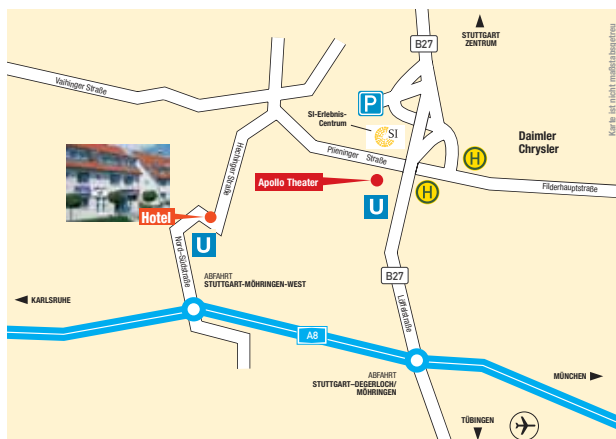 B27
STUTTGART
ZENTRUM
Karte ist nicht maßstabsgetreu
Vaihinger Straße
P
SI-Erlebnis-
Centrum
SI
Daimler
Chrysler
H
Plieninger Straße
Hechinger Straße
Apollo Theater
H
Filderhauptstraße
Hotel
U
U
Nord-Südstraße
ABFAHRT
STUTTGART-MÖHRINGEN-WEST
B27
KARLSRUHE
Löffelstraße
A8
ABFAHRT
STUTTGART-DEGERLOCH/
MÖHRINGEN
MÜNCHEN
TÜBINGEN